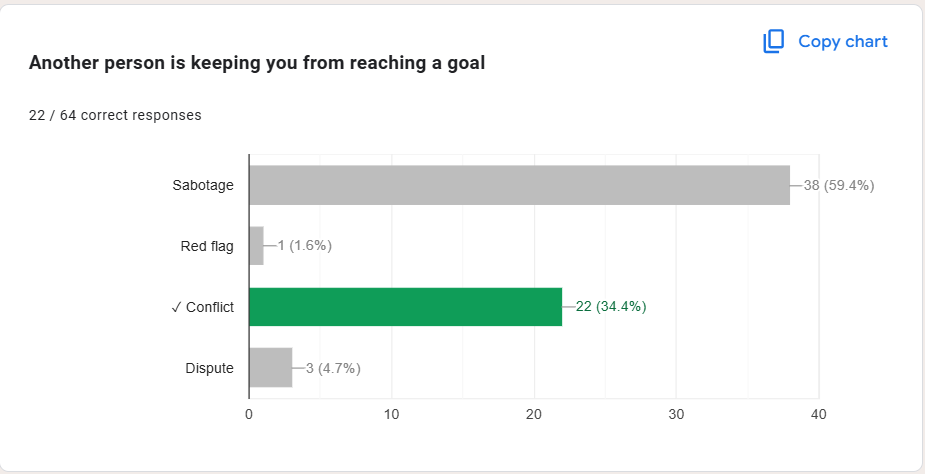 Copy chart
Another person is keeping you from reaching a goal
22 / 64 correct responses
Sabotage 38 (59.4%)
Red flag 1 (1.6%)
✓ Conflict 22 (34.4%)
Dispute 3 (4.7%)
0 10 20 30 40